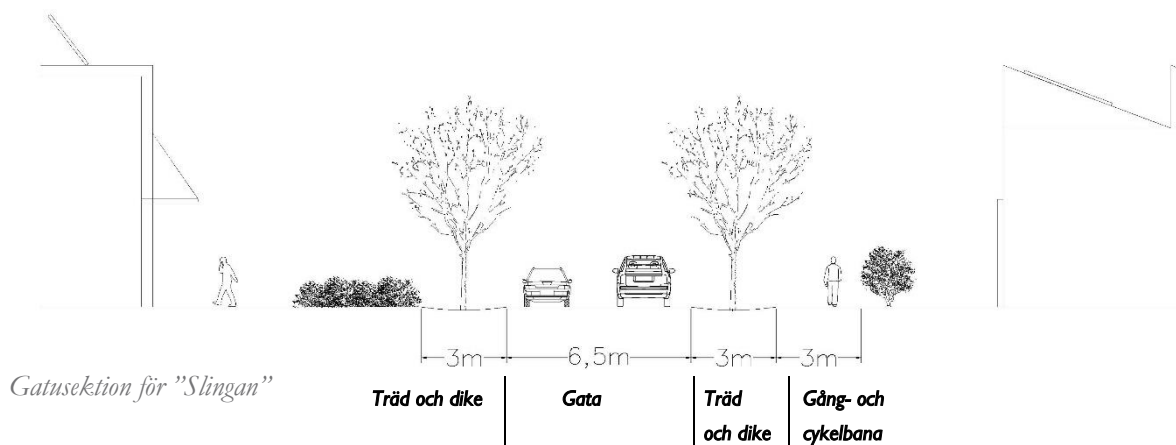 3m 6,5m 3m 3m
Gatusektion för ”Slingan”
Träd och dike Gata Träd och dike Gång- och cykelbana